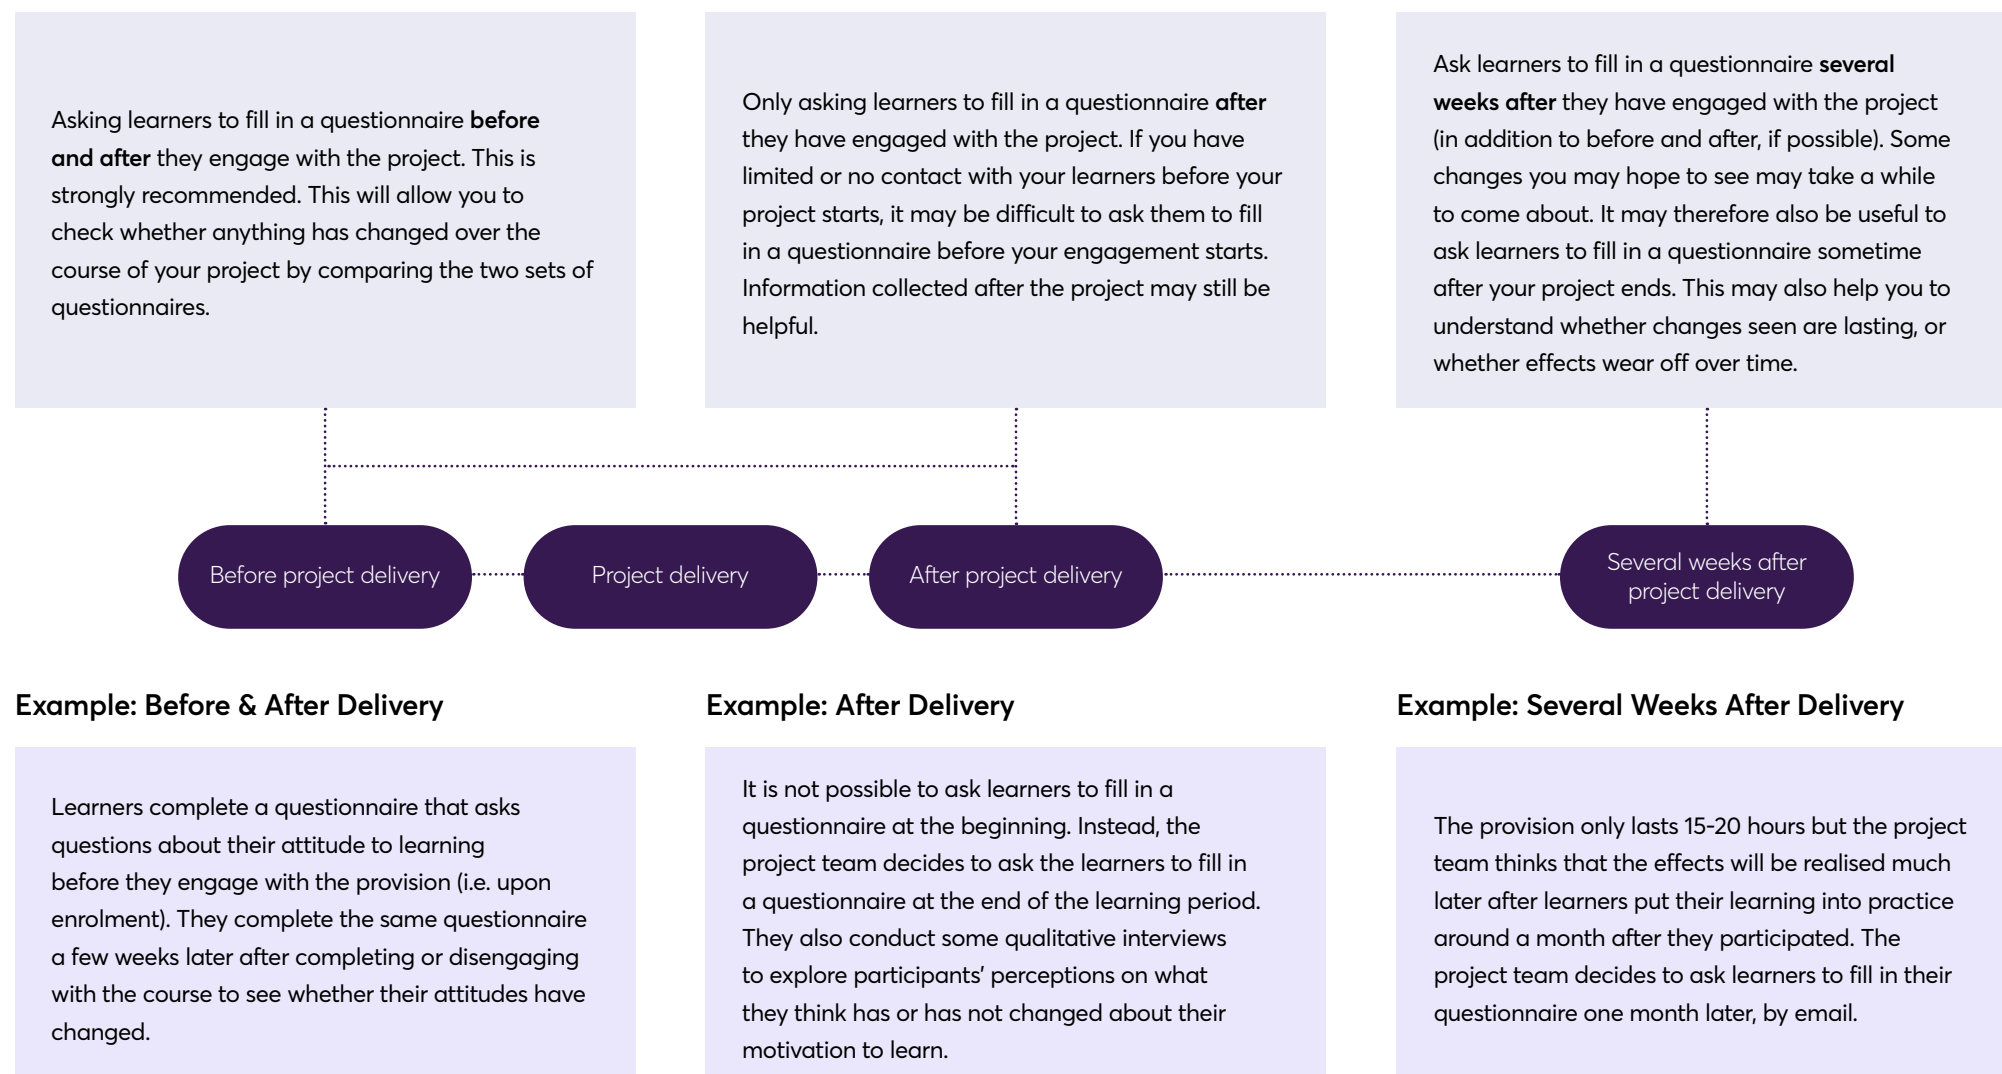 Asking learners to fill in a questionnaire before
and after they engage with the project. This is
strongly recommended. This will allow you to
check whether anything has changed over the
course of your project by comparing the two sets of
questionnaires.
Only asking learners to fill in a questionnaire after
they have engaged with the project. If you have
limited or no contact with your learners before your
project starts, it may be difficult to ask them to fill
in a questionnaire before your engagement starts.
Information collected after the project may still be
helpful.
Ask learners to fill in a questionnaire several
weeks after they have engaged with the project
(in addition to before and after, if possible). Some
changes you may hope to see may take a while
to come about. It may therefore also be useful to
ask learners to fill in a questionnaire sometime
after your project ends. This may also help you to
understand whether changes seen are lasting, or
whether effects wear off over time.
Before project delivery
Project delivery
After project delivery
Several weeks after
project delivery
Example: Before & After Delivery
Learners complete a questionnaire that asks
questions about their attitude to learning
before they engage with the provision (i.e. upon
enrolment). They complete the same questionnaire
a few weeks later after completing or disengaging
with the course to see whether their attitudes have
changed.
Example: After Delivery
It is not possible to ask learners to fill in a
questionnaire at the beginning. Instead, the
project team decides to ask the learners to fill in
a questionnaire at the end of the learning period.
They also conduct some qualitative interviews
to explore participants' perceptions on what
they think has or has not changed about their
motivation to learn.
Example: Several Weeks After Delivery
The provision only lasts 15-20 hours but the project
team thinks that the effects will be realised much
later after learners put their learning into practice
around a month after they participated. The
project team decides to ask learners to fill in their
questionnaire one month later, by email.